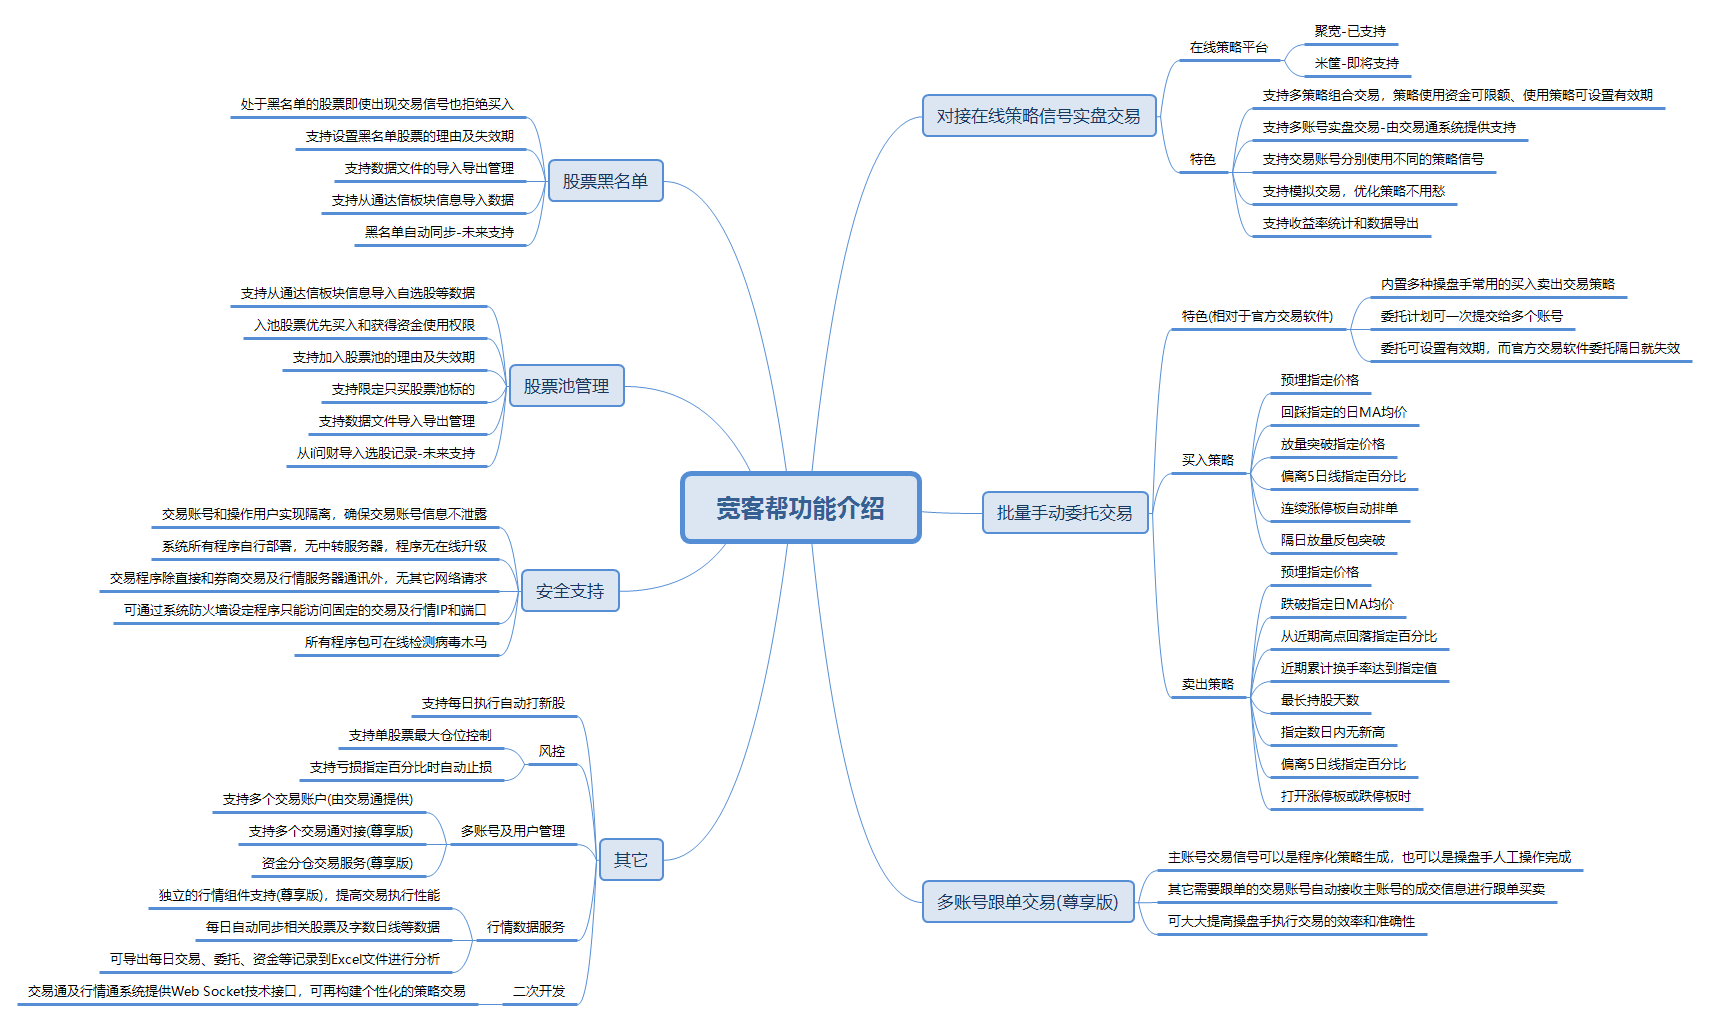 宽客帮功能介绍
对接在线策略信号实盘交易
在线策略平台
聚宽-已支持
米筐-即将支持
特色
支持多策略组合交易，策略使用资金可限额、使用策略可设置有效期
支持多账号实盘交易-由交易通系统提供支持
支持交易账号分别使用不同的策略信号
支持模拟交易，优化策略不用愁
支持收益率统计和数据导出
批量手动委托交易
特色(相对于官方交易软件)
内置多种操盘手常用的买入卖出交易策略
委托计划可一次提交给多个账号
委托可设置有效期，而官方交易软件委托隔日就失效
买入策略
预埋指定价格
回踩指定的日MA均价
放量突破指定价格
偏离5日线指定百分比
连续涨停板自动排单
隔日放量反包突破
卖出策略
预埋指定价格
跌破指定日MA均价
从近期高点回落指定百分比
近期累计换手率达到指定值
最长持股天数
指定数日内无新高
偏离5日线指定百分比
打开涨停板或跌停板时
多账号跟单交易(尊享版)
主账号交易信号可以是程序化策略生成，也可以是操盘手人工操作完成
其它需要跟单的交易账号自动接收主账号的成交信息进行跟单买卖
可大大提高操盘手执行交易的效率和准确性
股票黑名单
处于黑名单的股票即使出现交易信号也拒绝买入
支持设置黑名单股票的理由及失效期
支持数据文件的导入导出管理
支持从通达信板块信息导入数据
黑名单自动同步-未来支持
股票池管理
支持从通达信板块信息导入自选股等数据
入池股票优先买入和获得资金使用权限
支持加入股票池的理由及失效期
支持限定只买股票池标的
支持数据文件导入导出管理
从i问财导入选股记录-未来支持
安全支持
交易账号和操作用户实现隔离，确保交易账号信息不泄露
系统所有程序自行部署，无中转服务器，程序无在线升级
交易程序除直接和券商交易及行情服务器通讯外，无其它网络请求
可通过系统防火墙设定程序只能访问固定的交易及行情IP和端口
所有程序包可在线检测病毒木马
其它
支持每日执行自动打新股
风控
支持单股票最大仓位控制
支持亏损指定百分比时自动止损
多账号及用户管理
支持多个交易账户(由交易通提供)
支持多个交易通对接(尊享版)
资金分仓交易服务(尊享版)
行情数据服务
独立的行情组件支持(尊享版)，提高交易执行性能
每日自动同步相关股票及字数日线等数据
可导出每日交易、委托、资金等记录到Excel文件进行分析
二次开发
交易通及行情通系统提供Web Socket技术接口，可再构建个性化的策略交易